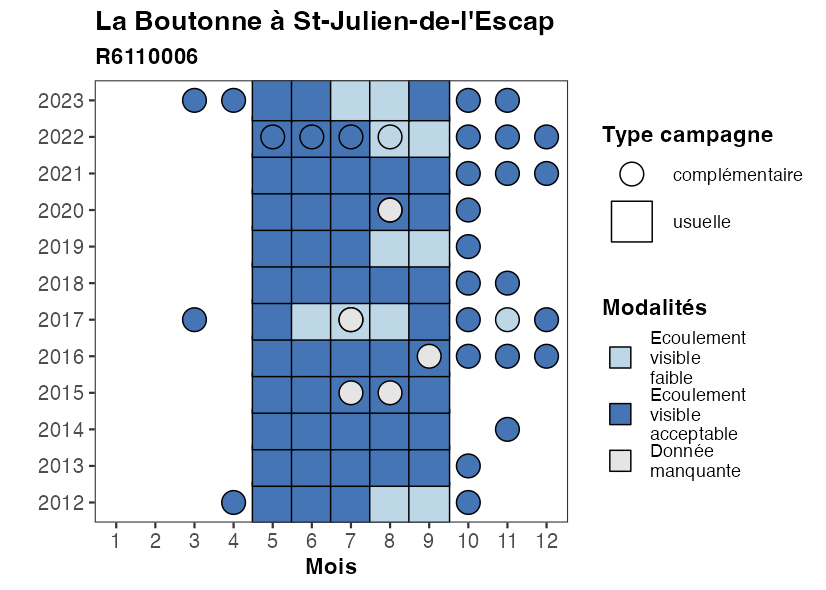 La Boutonne à St-Julien-de-l'Escap
R6110006
2023
2022
2021
2020
2019
2018
2017
2016
2015
2014
2013
2012
1 2 3 4 5 6 7 8 9 10 11 12
Mois
Type campagne
complémentaire
usuelle
Modalités
Ecoulement
visible
faible
Ecoulement
visible
acceptable
Donnée
manquante